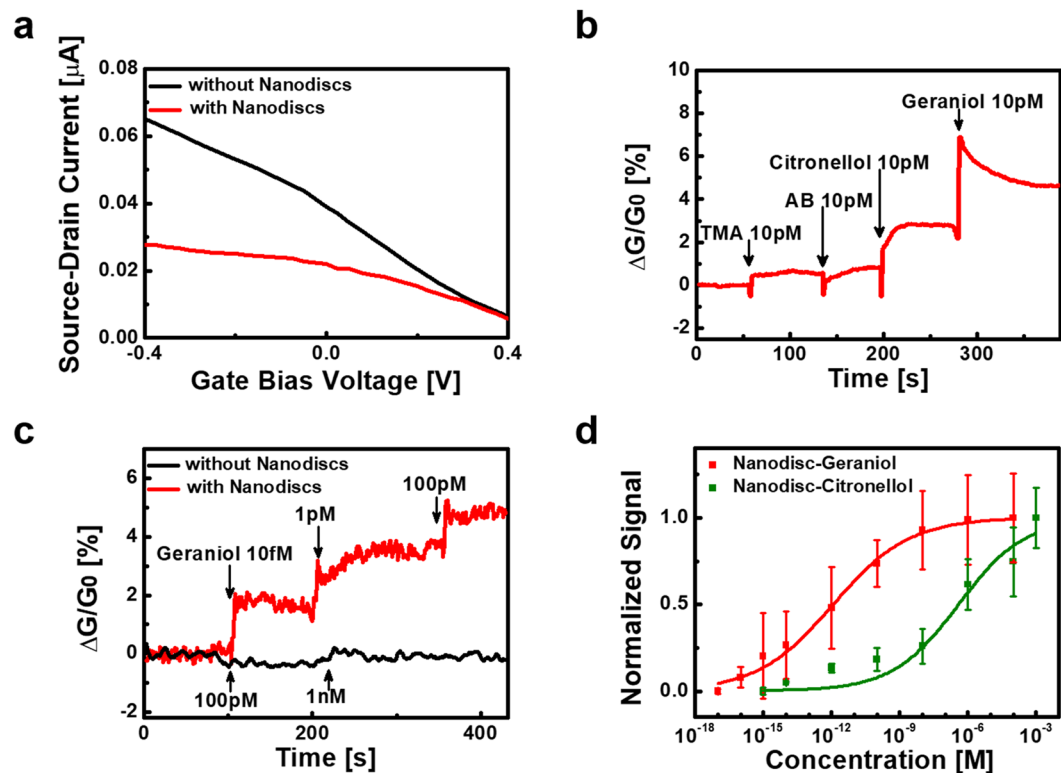 a
Source-Drain Current [μA]
0.08
0.06
0.04
0.02
0.00
without Nanodiscs
with Nanodiscs
-0.4
0.0
0.4
Gate Bias Voltage [V]
b
ΔG/G0 [%]
10
8
6
4
2
0
-2
Geraniol 10pM
Citronellol 10pM
AB 10pM
TMA 10pM
0
100
200
300
Time [s]
c
ΔG/G0 [%]
6
4
2
0
-2
without Nanodiscs
with Nanodiscs
100pM
1pM
Geraniol 10fM
100pM
1nM
0
200
400
Time [s]
d
Normalized Signal
1.0
0.5
0.0
Nanodisc-Geraniol
Nanodisc-Citronellol
10-18
10-15
10-12
10-9
10-6
10-3
Concentration [M]